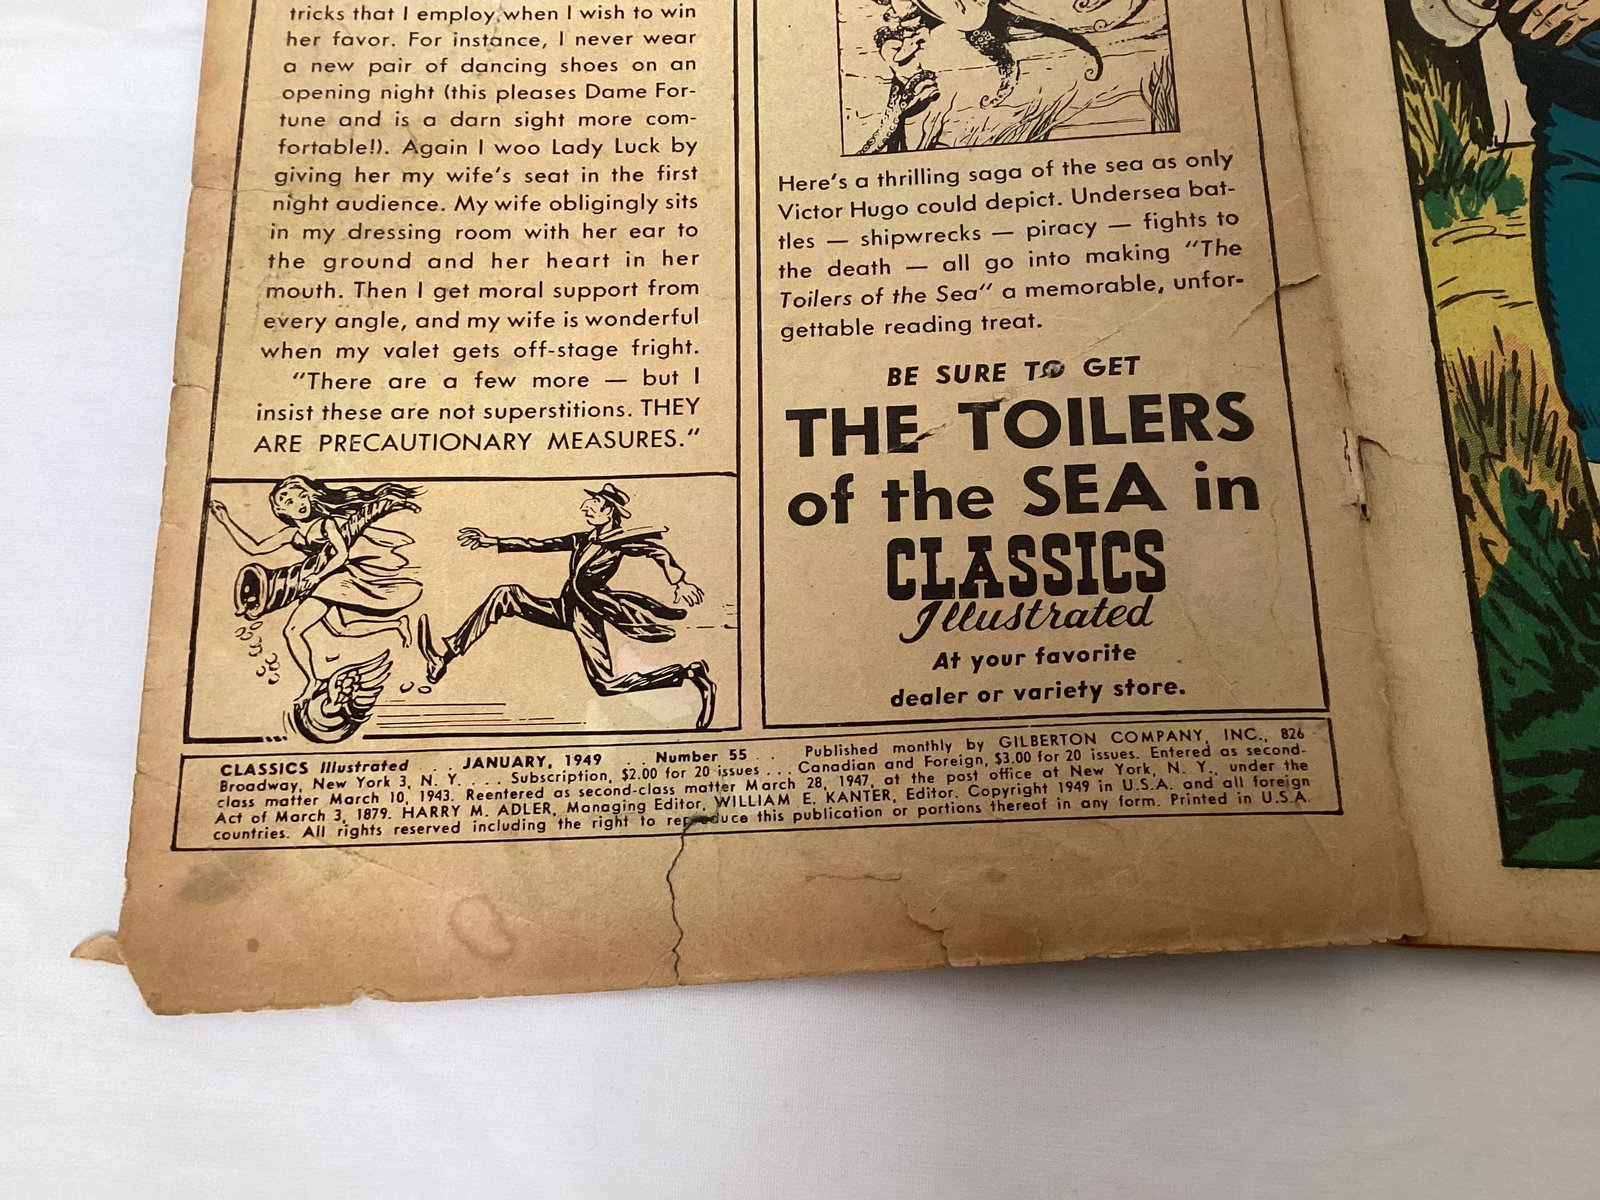 tricks that I employ when I wish to win
her favor. For instance, I never wear
a new pair of dancing shoes on an
opening night (this pleases Dame For-
tune and is a darn sight more com-
fortable!). Again I woo Lady Luck by
giving her my wife's seat in the first
night audience. My wife obligingly sits
in my dressing room with her ear to
the ground and her heart in her
mouth. Then I get moral support from
every angle, and my wife is wonderful
when my valet gets off-stage fright.
"There are a few more — but I
insist these are not superstitions. THEY
ARE PRECAUTIONARY MEASURES."
Here's a thrilling saga of the sea as only
Victor Hugo could depict. Undersea bat-
tles — shipwrecks — piracy — fights to
the death — all go into making "The
Toilers of the Sea" a memorable, unfor-
gettable reading treat.
BE SURE TO GET
THE TOILERS
of the SEA in
CLASSICS
Illustrated
At your favorite
dealer or variety store.
CLASSICS Illustrated . . JANUARY, 1949 . . Number 55 . . Published monthly by GILBERTON COMPANY, INC., 826
Broadway, New York 3, N. Y. . . . Subscription, $2.00 for 20 issues . . . Canadian and Foreign, $3.00 for 20 issues. Entered as second-
class matter March 10, 1943. Reentered as second-class matter March 28, 1947, at the post office at New York, N. Y., under the
Act of March 3, 1879. HARRY M. ADLER, Managing Editor, WILLIAM E. KANTER, Editor. Copyright 1949 in U.S.A. and all foreign
countries. All rights reserved including the right to reproduce this publication or portions thereof in any form. Printed in U.S.A.